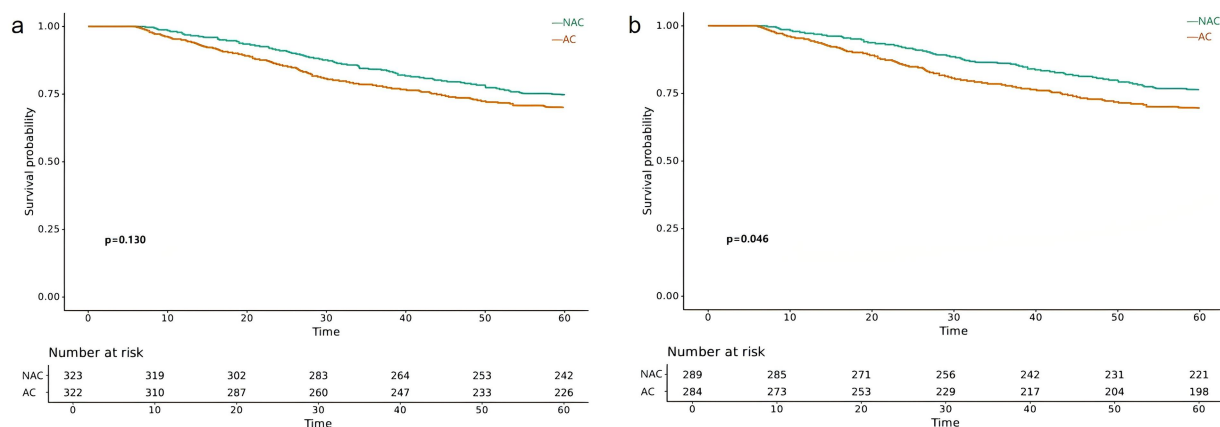 a
NAC
AC
1.00
0.75
0.50
0.25
0.00
Survival probability
p=0.130
0 10 20 30 40 50 60
Time
Number at risk
NAC 323 319 302 283 264 253 242
AC 322 310 287 260 247 233 226
0 10 20 30 40 50 60
Time
b
NAC
AC
1.00
0.75
0.50
0.25
0.00
Survival probability
p=0.046
0 10 20 30 40 50 60
Time
Number at risk
NAC 289 285 271 256 242 231 221
AC 284 273 253 229 217 204 198
0 10 20 30 40 50 60
Time